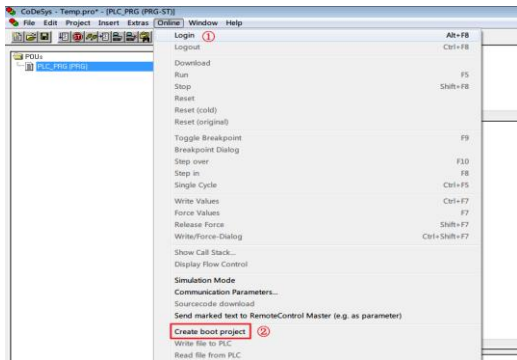 CoDeSys - Temp.pro* - [PLC_PRG (PRG-ST)]
File Edit Project Insert Extras Online Window Help
POUs
PLC_PRG (PRG)
Login ① Alt+F8
Logout Ctrl+F8
Download
Run F5
Stop Shift+F8
Reset
Reset (cold)
Reset (original)
Toggle Breakpoint F9
Breakpoint Dialog
Step over F10
Step in F8
Single Cycle Ctrl+F5
Write Values Ctrl+F7
Force Values F7
Release Force Shift+F7
Write/Force-Dialog Ctrl+Shift+F7
Show Call Stack...
Display Flow Control
Simulation Mode
Communication Parameters...
Sourcecode download
Send marked text to RemoteControl Master (e.g. as parameter)
Create boot project ②
Write file to PLC
Read file from PLC